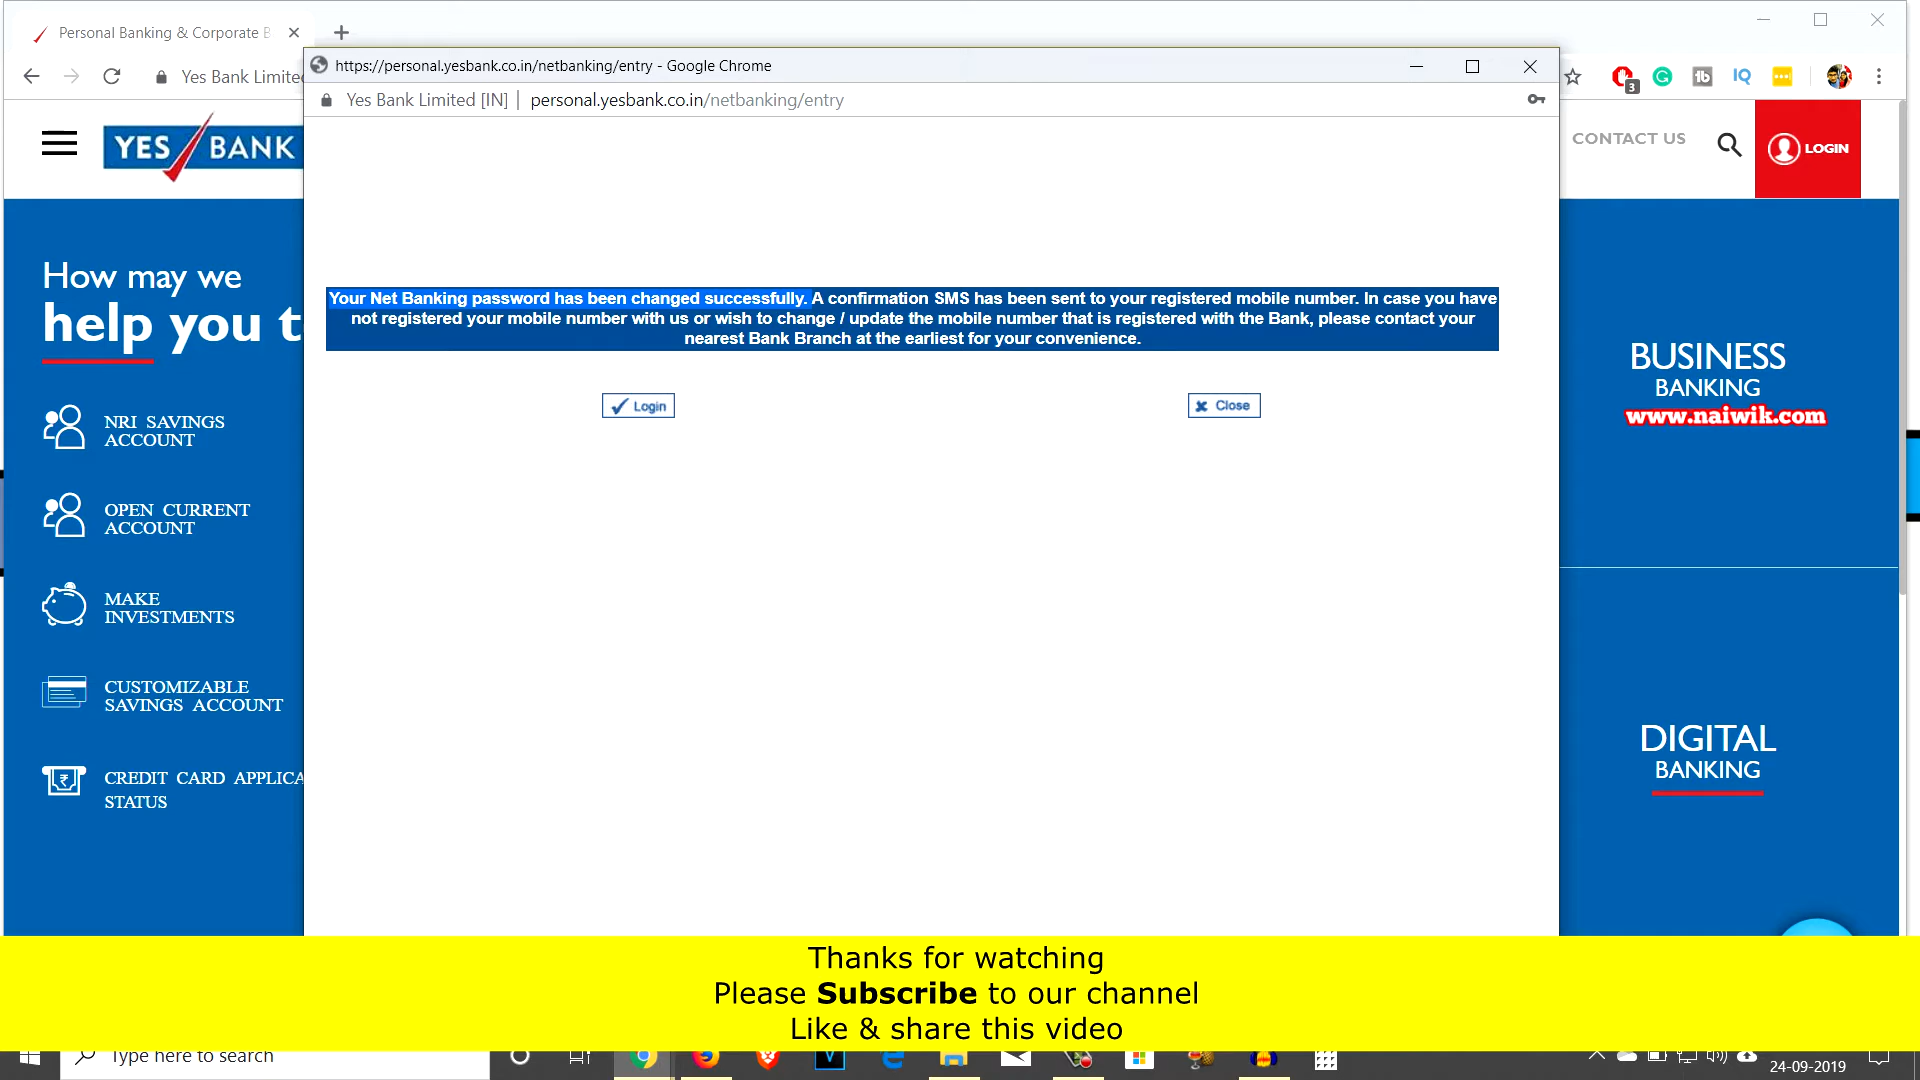 Personal Banking & Corporate B
https://personal.yesbank.co.in/netbanking/entry - Google Chrome
Yes Bank Limite
Yes Bank Limited [IN] | personal.yesbank.co.in/netbanking/entry
3
IQ
YES BANK
CONTACT US
LOGIN
How may we
help you t
Your Net Banking password has been changed successfully. A confirmation SMS has been sent to your registered mobile number. In case you have
not registered your mobile number with us or wish to change / update the mobile number that is registered with the Bank, please contact your
nearest Bank Branch at the earliest for your convenience.
Login
Close
NRI SAVINGS
ACCOUNT
OPEN CURRENT
ACCOUNT
MAKE
INVESTMENTS
CUSTOMIZABLE
SAVINGS ACCOUNT
CREDIT CARD APPLICA
STATUS
BUSINESS
BANKING
www.naiwik.com
DIGITAL
BANKING
Thanks for watching
Please Subscribe to our channel
Like & share this video
Type here to search
24-09-2019